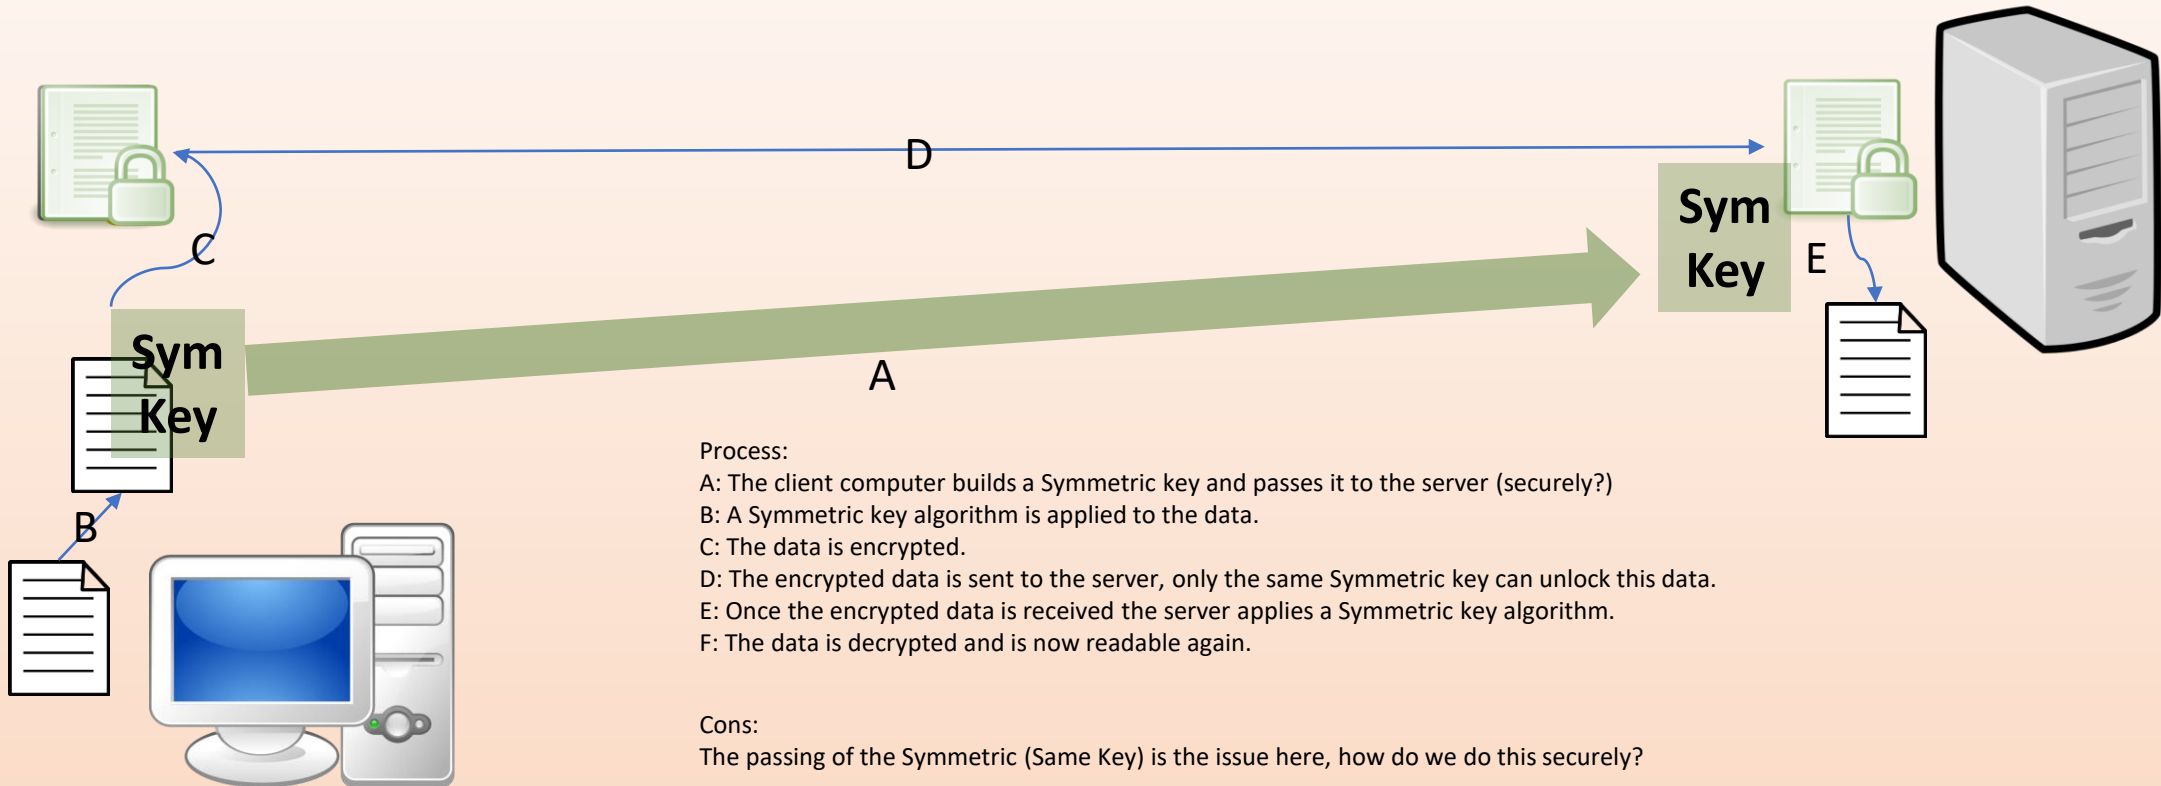 D
Sym
Key
E
C
Sym
Key
A
B
Process:
A: The client computer builds a Symmetric key and passes it to the server (securely?)
B: A Symmetric key algorithm is applied to the data.
C: The data is encrypted.
D: The encrypted data is sent to the server, only the same Symmetric key can unlock this data.
E: Once the encrypted data is received the server applies a Symmetric key algorithm.
F: The data is decrypted and is now readable again.
Cons:
The passing of the Symmetric (Same Key) is the issue here, how do we do this securely?